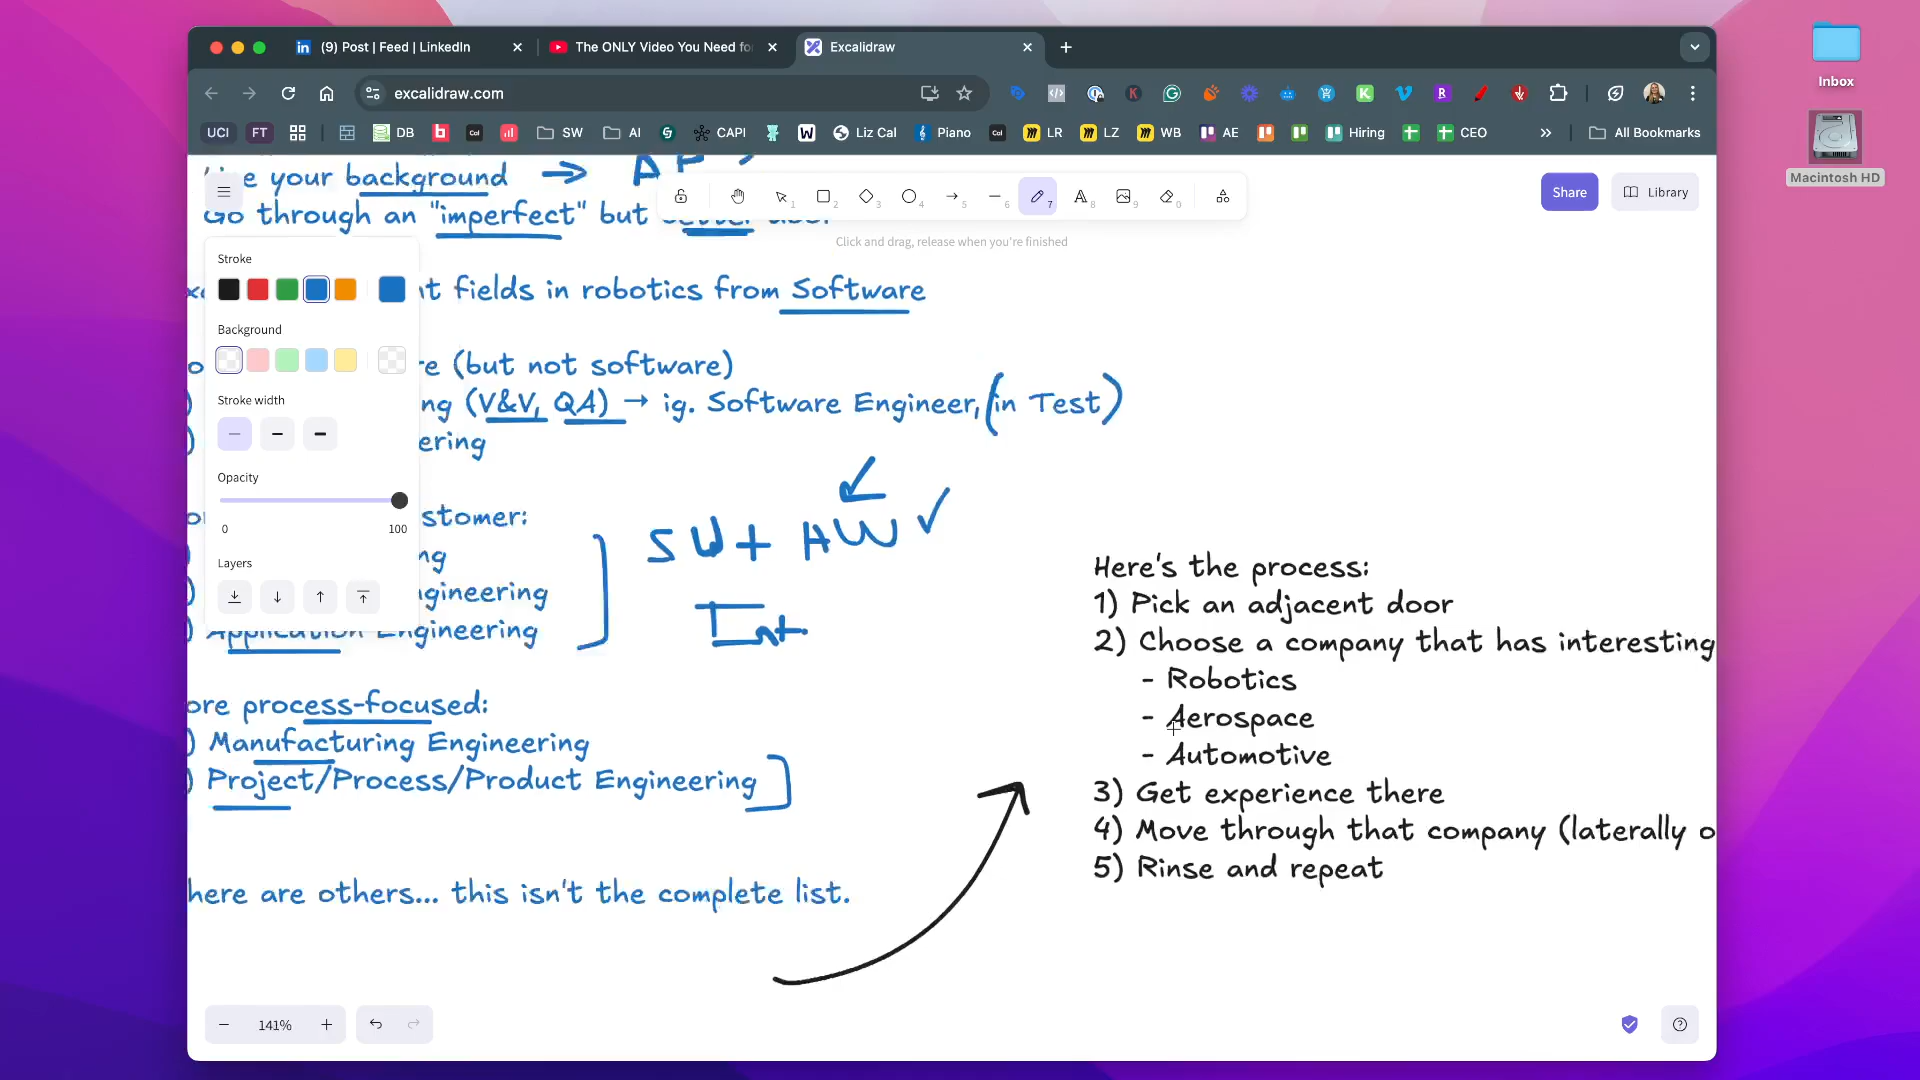 (9) Post | Feed | LinkedIn
The ONLY Video You Need fo
Excalidraw
Inbox
excalidraw.com
UCI
FT
DB
Col
SW
AI
CAPI
W
Liz Cal
Piano
Col
LR
LZ
WB
AE
Hiring
CEO
All Bookmarks
Macintosh HD
your background →
Share
Library
Go through an "imperfect" but better door
Click and drag, release when you're finished
Stroke
t fields in robotics from Software
Background
re (but not software)
Stroke width
ng (V&V, QA) → ig. Software Engineer, (in Test)
ering
Opacity
0
100
stomer:
SW + HW ✓
Int.
Layers
ng
ngineering
Application Engineering
ore process-focused:
) Manufacturing Engineering
) Project/Process/Product Engineering
here are others... this isn't the complete list.
Here's the process:
1) Pick an adjacent door
2) Choose a company that has interesting
- Robotics
- Aerospace
- Automotive
3) Get experience there
4) Move through that company (laterally o
5) Rinse and repeat
141%